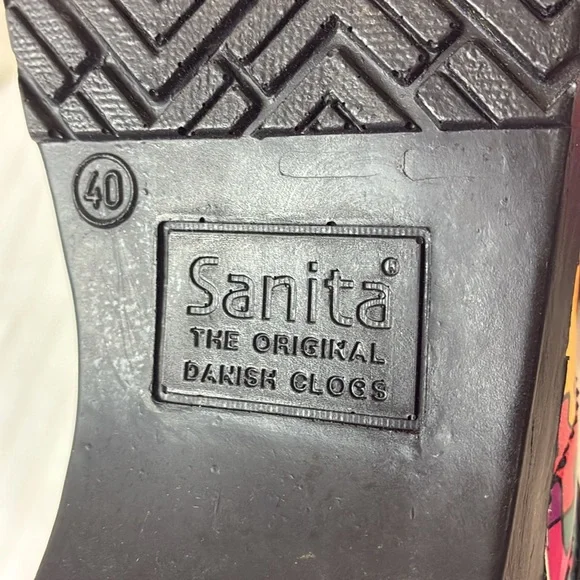 40
Sanita®
THE ORIGINAL
DANISH CLOGS